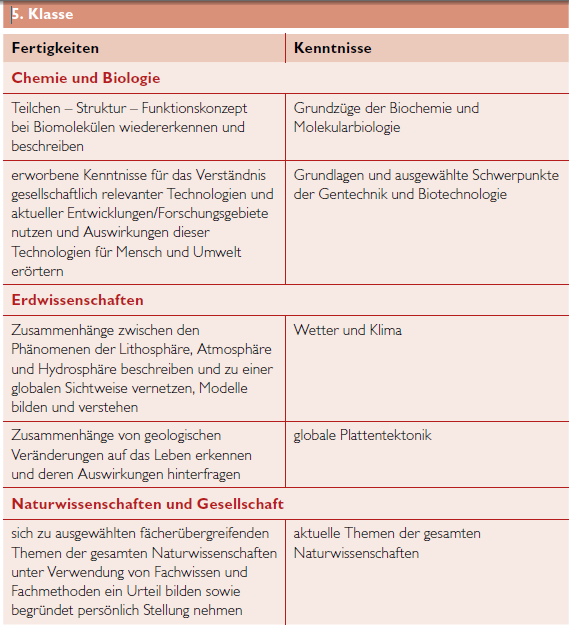 5. Klasse
Fertigkeiten
Kenntnisse
Chemie und Biologie
Teilchen – Struktur – Funktionskonzept
bei Biomolekülen wiedererkennen und
beschreiben
Grundzüge der Biochemie und
Molekularbiologie
erworbene Kenntnisse für das Verständnis
gesellschaftlich relevanter Technologien und
aktueller Entwicklungen/Forschungsgebiete
nutzen und Auswirkungen dieser
Technologien für Mensch und Umwelt
erörtern
Grundlagen und ausgewählte Schwerpunkte
der Gentechnik und Biotechnologie
Erdwissenschaften
Zusammenhänge zwischen den
Phänomenen der Lithosphäre, Atmosphäre
und Hydrosphäre beschreiben und zu einer
globalen Sichtweise vernetzen, Modelle
bilden und verstehen
Wetter und Klima
Zusammenhänge von geologischen
Veränderungen auf das Leben erkennen
und deren Auswirkungen hinterfragen
globale Plattentektonik
Naturwissenschaften und Gesellschaft
sich zu ausgewählten fächerübergreifenden
Themen der gesamten Naturwissenschaften
unter Verwendung von Fachwissen und
Fachmethoden ein Urteil bilden sowie
begründet persönlich Stellung nehmen
aktuelle Themen der gesamten
Naturwissenschaften